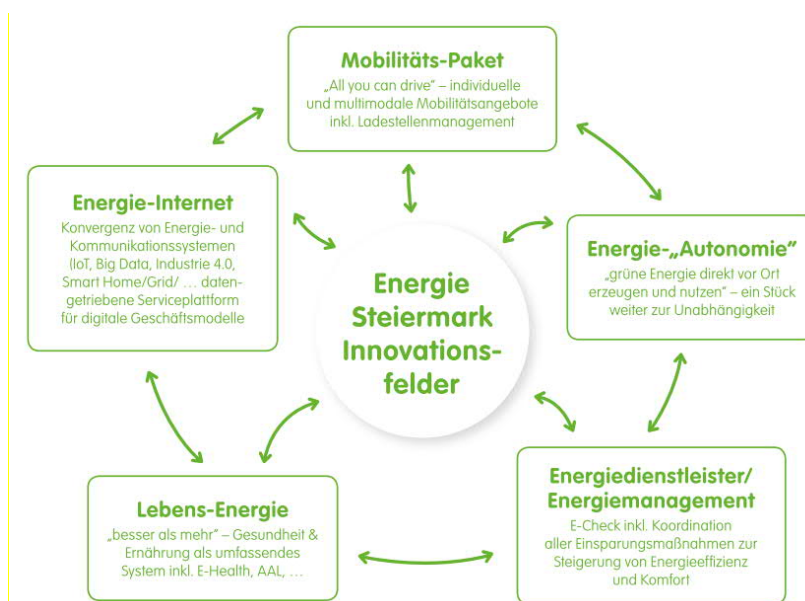 Mobilitäts-Paket
„All you can drive“ – individuelle
und multimodale Mobilitätsangebote
inkl. Ladestellenmanagement
Energie-Internet
Konvergenz von Energie- und
Kommunikationssystemen
(IoT, Big Data, Industrie 4.0,
Smart Home/Grid/ … daten-
getriebene Serviceplattform
für digitale Geschäftsmodelle
Energie-„Autonomie“
„grüne Energie direkt vor Ort
erzeugen und nutzen“ – ein Stück
weiter zur Unabhängigkeit
Energie
Steiermark
Innovations-
felder
Lebens-Energie
„besser als mehr“ – Gesundheit &
Ernährung als umfassendes
System inkl. E-Health, AAL, …
Energiedienstleister/
Energiemanagement
E-Check inkl. Koordination
aller Einsparungsmaßnahmen zur
Steigerung von Energieeffizienz
und Komfort